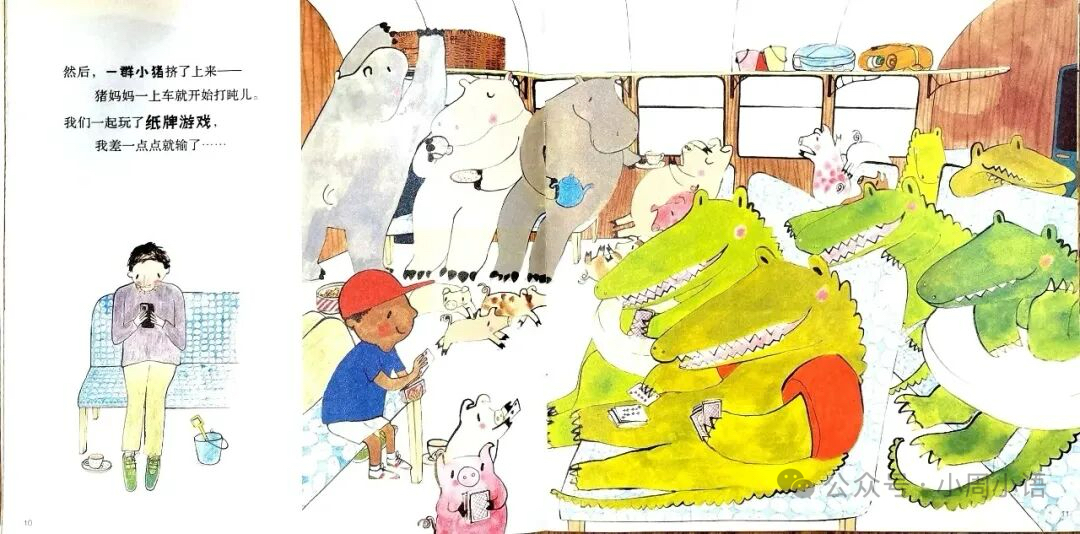 然后，一群小猪挤了上来——
猪妈妈一上车就开始打盹儿。
我们一起玩了纸牌游戏，
我差一点点就输了……
10
11
公众号·小周小语